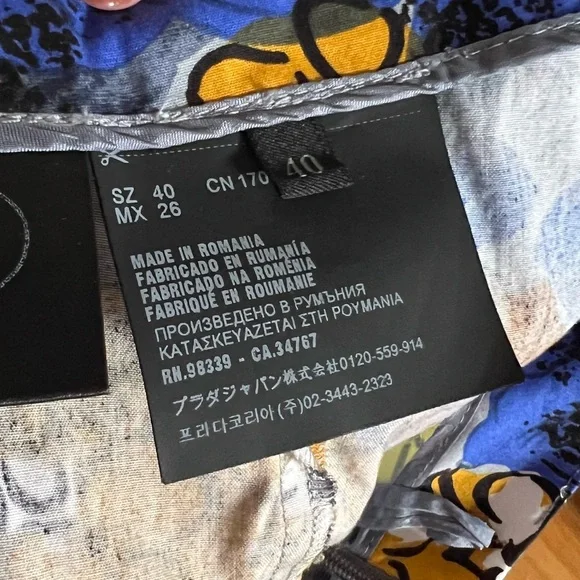 SZ 40 CN 170
MX 26
40
MADE IN ROMANIA
FABRICADO EN RUMANÍA
FABRICADO NA ROMÊNIA
FABRIQUÉ EN ROUMANIE
ПРОИЗВЕДЕНО В РУМЪНИЯ
ΚΑΤΑΣΚΕΥΑΖΕΤΑΙ ΣΤΗ ΡΟΥΜΑΝΙΑ
RN.98339 - CA.34767
プラダジャパン株式会社0120-559-914
프라다코리아(주)02-3443-2323